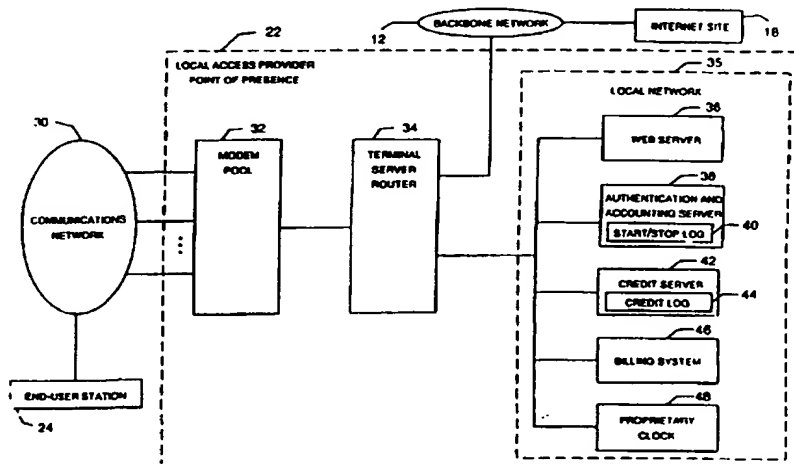 22
12
BACKBONE NETWORK
INTERNET SITE
18
LOCAL ACCESS PROVIDER
POINT OF PRESENCE
35
LOCAL NETWORK
30
32
34
36
MODEM
POOL
TERMINAL
SERVER
ROUTER
WEB SERVER
38
AUTHENTICATION AND
ACCOUNTING SERVER
START/STOP LOG
40
COMMUNICATIONS
NETWORK
42
CREDIT SERVER
CREDIT LOG
44
46
BILLING SYSTEM
END-USER STATION
24
48
PROPRIETARY
CLOCK